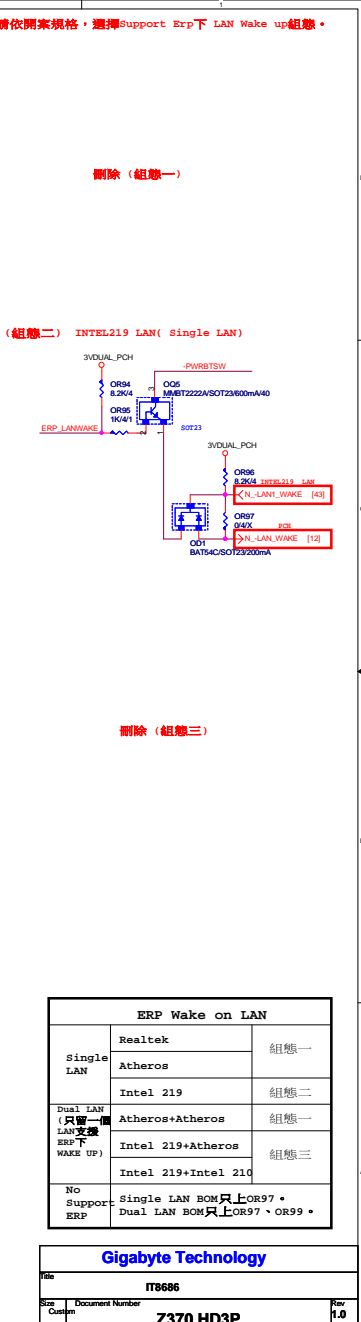 請依開案規格,選擇Support Erp下 LAN Wake up組態。
刪除 (組態一)
(組態二) INTEL219 LAN( Single LAN)
3VDUAL_PCH
-PWRBTSW
OR94
8.2K/4
OQ5
MMBT2222A/SOT23/600mA/40
OR95
1K/4/1
ERP_LANWAKE
SOT23
3
2
1
3VDUAL_PCH
OR96
8.2K/4 INTEL219 LAN
N_-LAN1_WAKE [43]
OR97
0/4/X PCH
N_-LAN_WAKE [12]
OD1
BAT54C/SOT23/200mA
刪除 (組態三)
ERP Wake on LAN
Single LAN
Realtek
組態一
Atheros
Intel 219
組態二
Dual LAN
(只留一個
LAN支援
ERP下
WAKE UP)
Atheros+Atheros
組態一
Intel 219+Atheros
組態三
Intel 219+Intel 210
No
Support
ERP
Single LAN BOM只上OR97。
Dual LAN BOM只上OR97、OR99。
Gigabyte Technology
Title
IT8686
Size
Custom
Document Number
Z370 HD3P
Rev
1.0